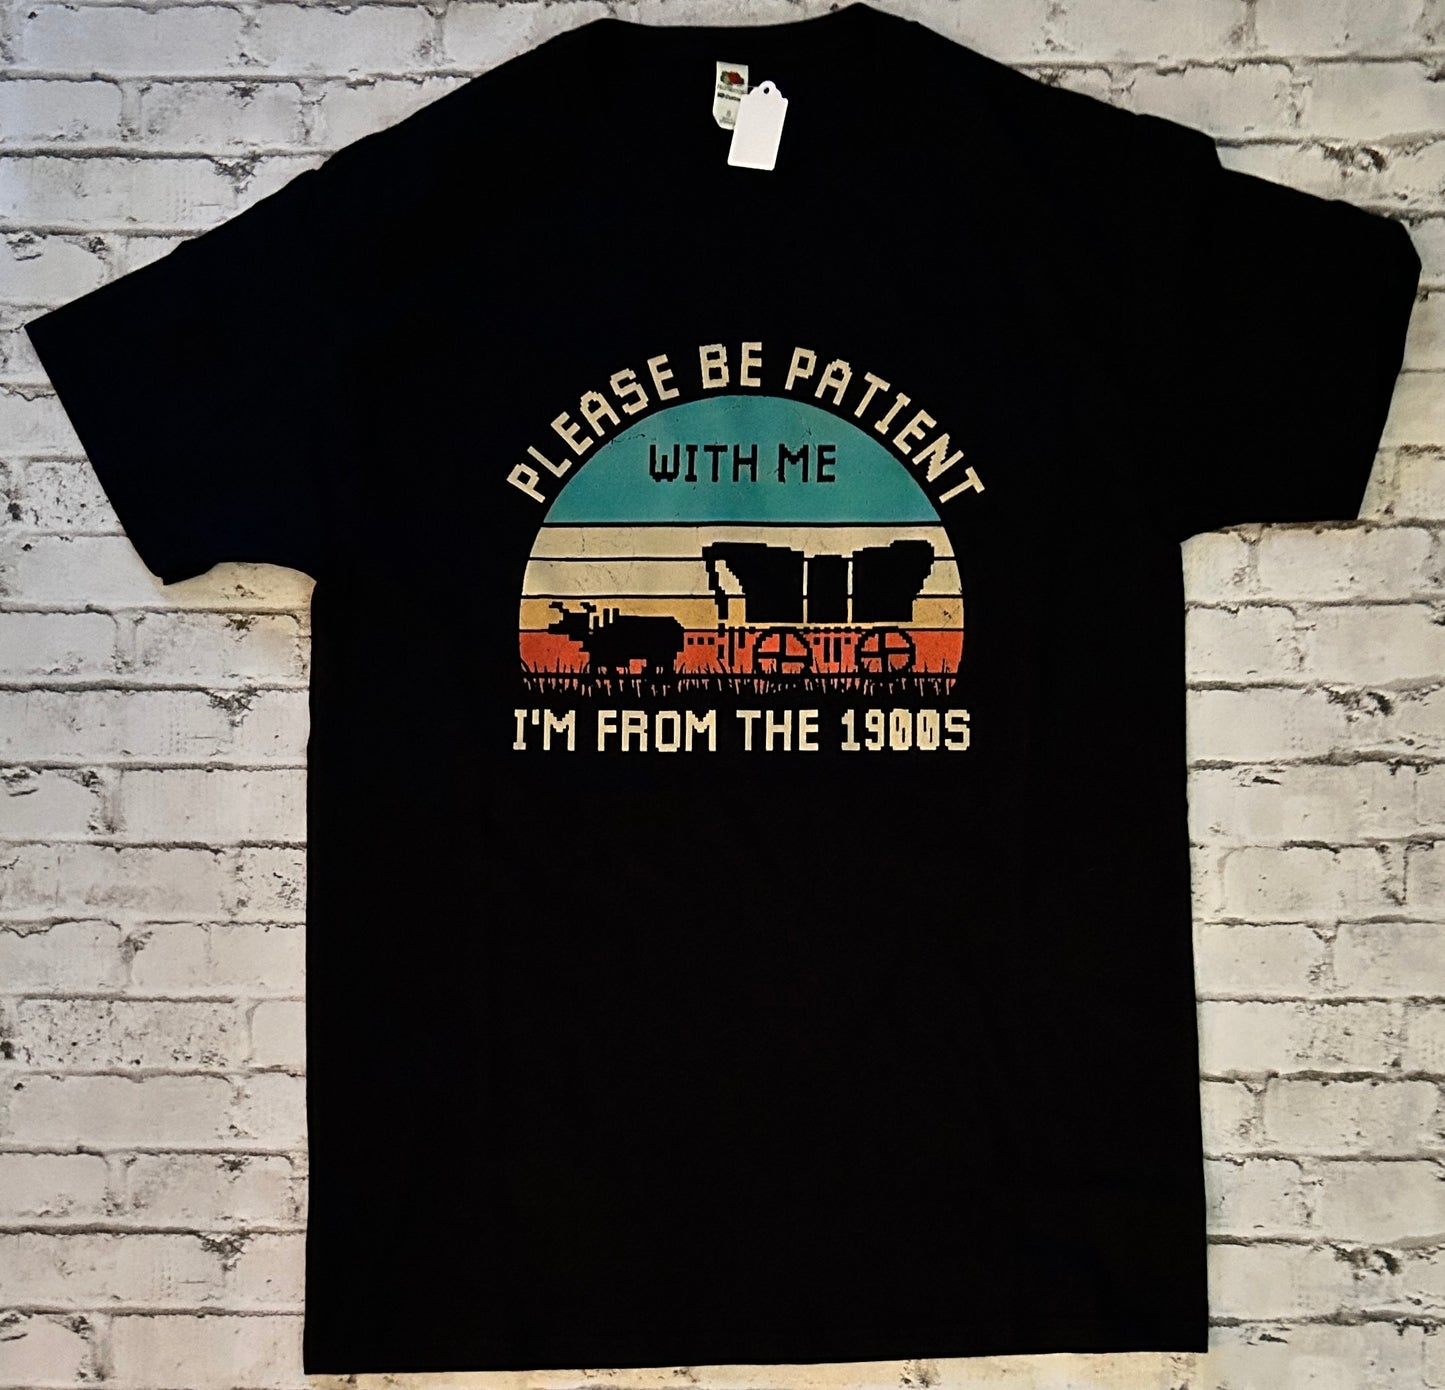 PLEASE BE PATIENT
WITH ME
I'M FROM THE 1900S